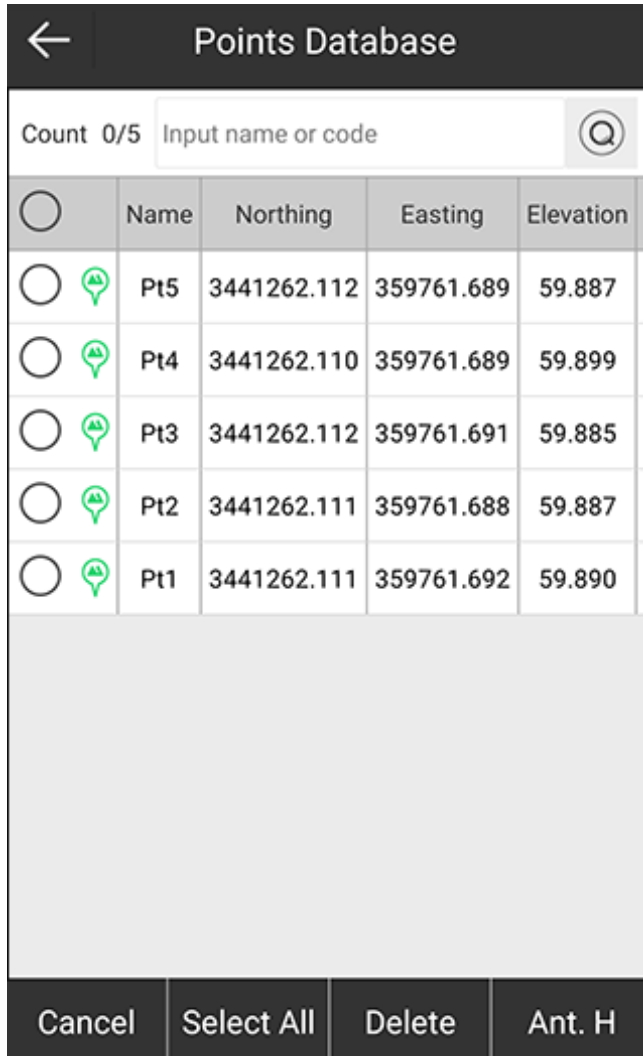 Points Database
Count 0/5 Input name or code
Name Northing Easting Elevation
Pt5 3441262.112 359761.689 59.887
Pt4 3441262.110 359761.689 59.899
Pt3 3441262.112 359761.691 59.885
Pt2 3441262.111 359761.688 59.887
Pt1 3441262.111 359761.692 59.890
Cancel Select All Delete Ant. H